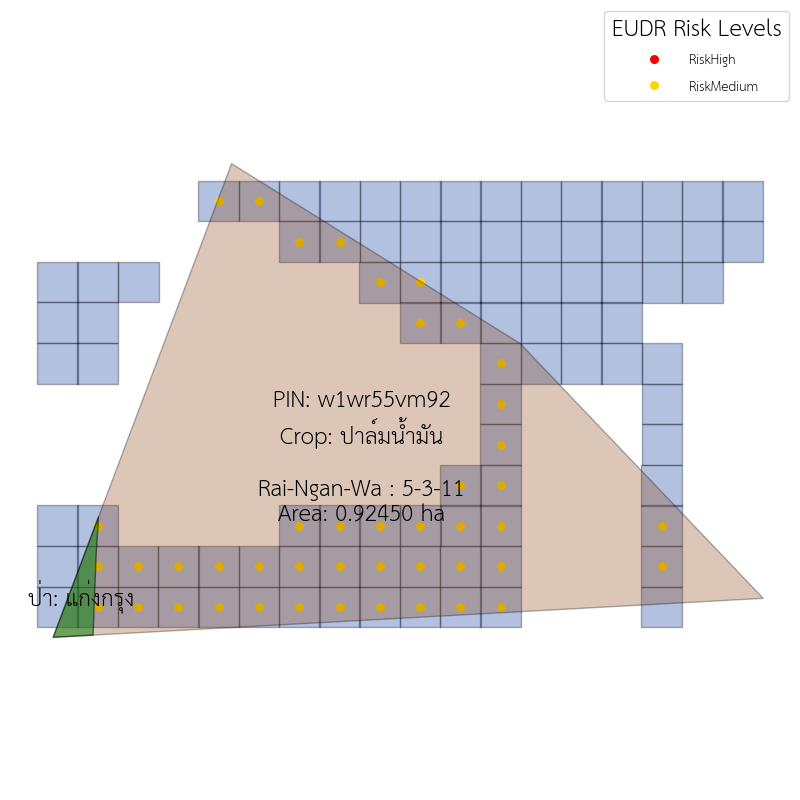 EUDR Risk Levels
RiskHigh
RiskMedium
PIN: w1wr55vm92
Crop: ปาล์มน้ำมัน
Rai-Ngan-Wa : 5-3-11
Area: 0.92450 ha
ป่า: แก่งกรุง